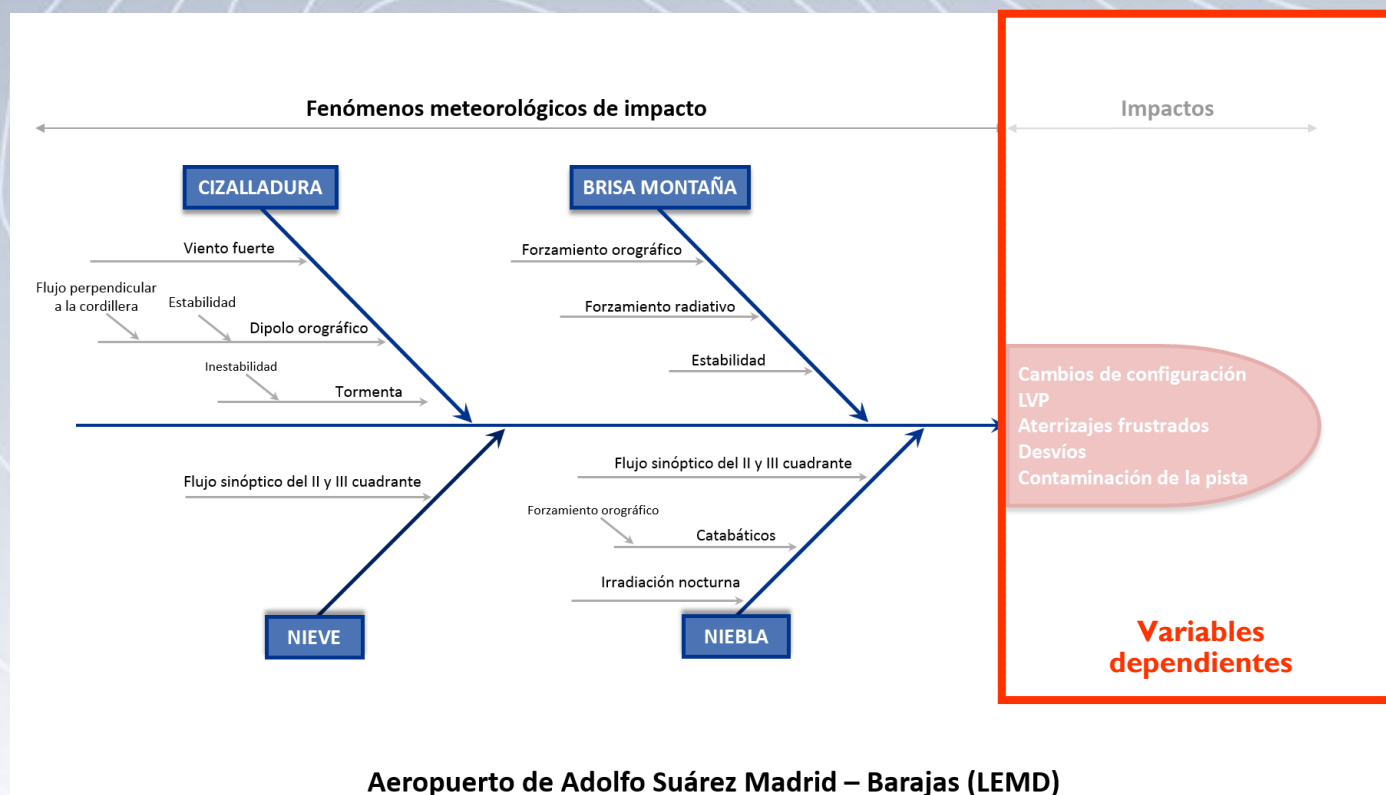 Fenómenos meteorológicos de impacto
Impactos
CIZALLADURA
BRISA MONTAÑA
Viento fuerte
Flujo perpendicular
a la cordillera
Estabilidad
Dipolo orográfico
Inestabilidad
Tormenta
Forzamiento orográfico
Forzamiento radiativo
Estabilidad
Cambios de configuración
LVP
Aterrizajes frustrados
Desvíos
Contaminación de la pista
Flujo sinóptico del II y III cuadrante
NIEVE
Flujo sinóptico del II y III cuadrante
Forzamiento orográfico
Catabáticos
Irradiación nocturna
NIEBLA
Variables
dependientes
Aeropuerto de Adolfo Suárez Madrid – Barajas (LEMD)